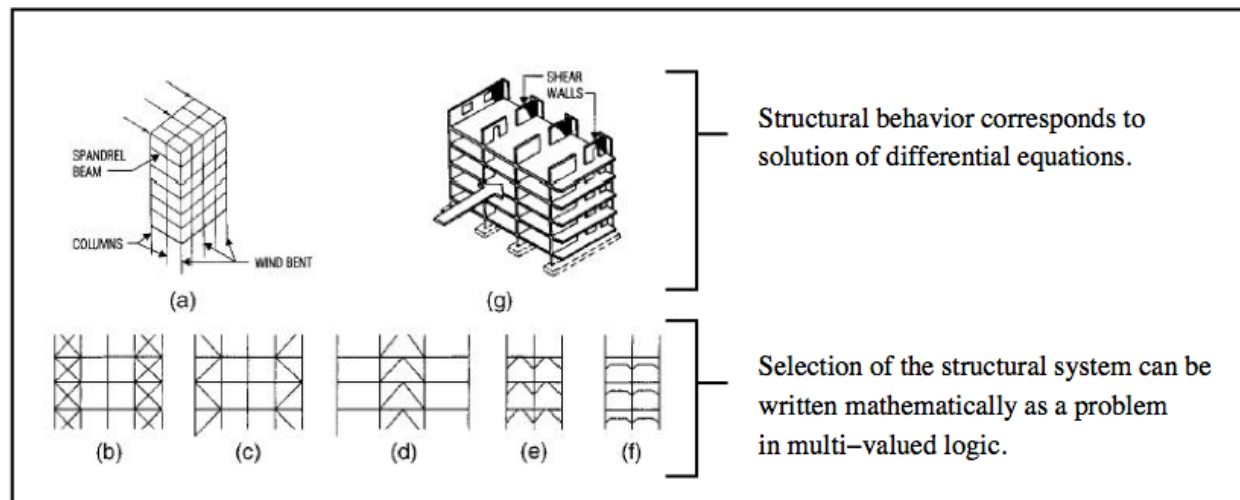 SPANDREL
BEAM
COLUMNS
WIND BENT
(a)
SHEAR
WALLS
(g)
Structural behavior corresponds to
solution of differential equations.
(b)
(c)
(d)
(e)
(f)
Selection of the structural system can be
written mathematically as a problem
in multi–valued logic.